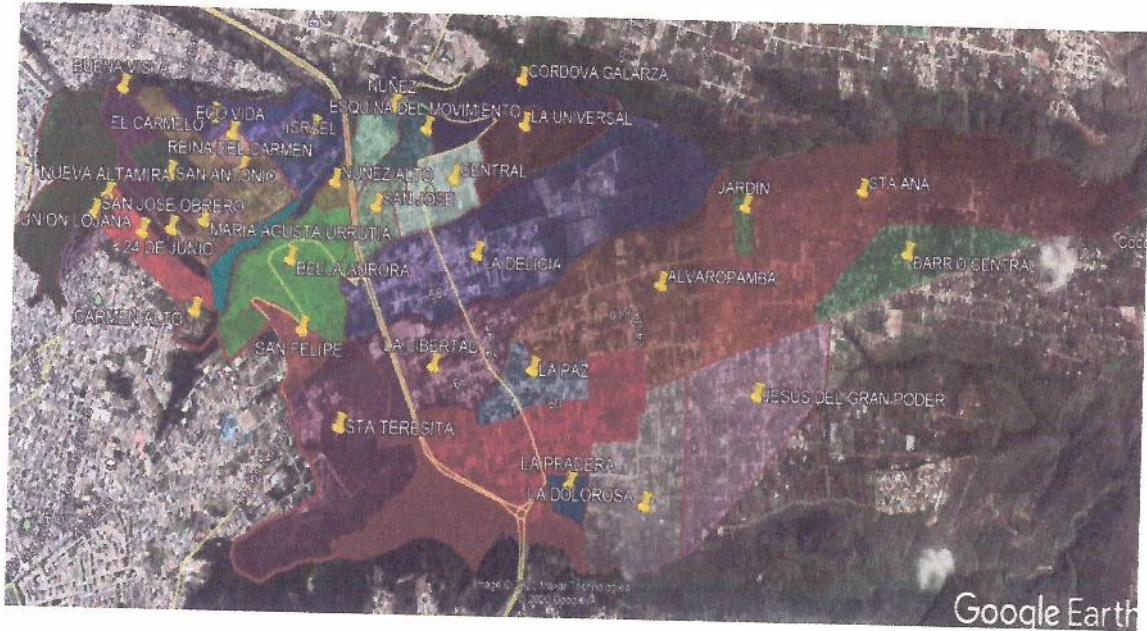 BUENA VISTA
CORDOVA GALARZA
NUÑEZ
ECO VIDA
ESQUINA DEL MOVIMIENTO
EL CARMELO
ISRAEL
LA UNIVERSAL
REINA DEL CARMEN
NUEVA ALTAMIRA
SAN ANTONIO
NUÑEZ ALTO
CENTRAL
JARDIN
STA ANA
SAN JOSE OBRERO
SAN JOSE
UNION LOJANA
MARIA AGUSTA URRUTIA
24 DE JUNIO
BELLA AURORA
LA DELICIA
ALVAROPAMBA
BARRIO CENTRAL
CARMEN ALTO
SAN FELIPE
LA LIBERTAD
LA PAZ
JESUS DEL GRAN PODER
STA TERESITA
LA PRADERA
LA DOLOROSA
© 2020 Google
Google Earth